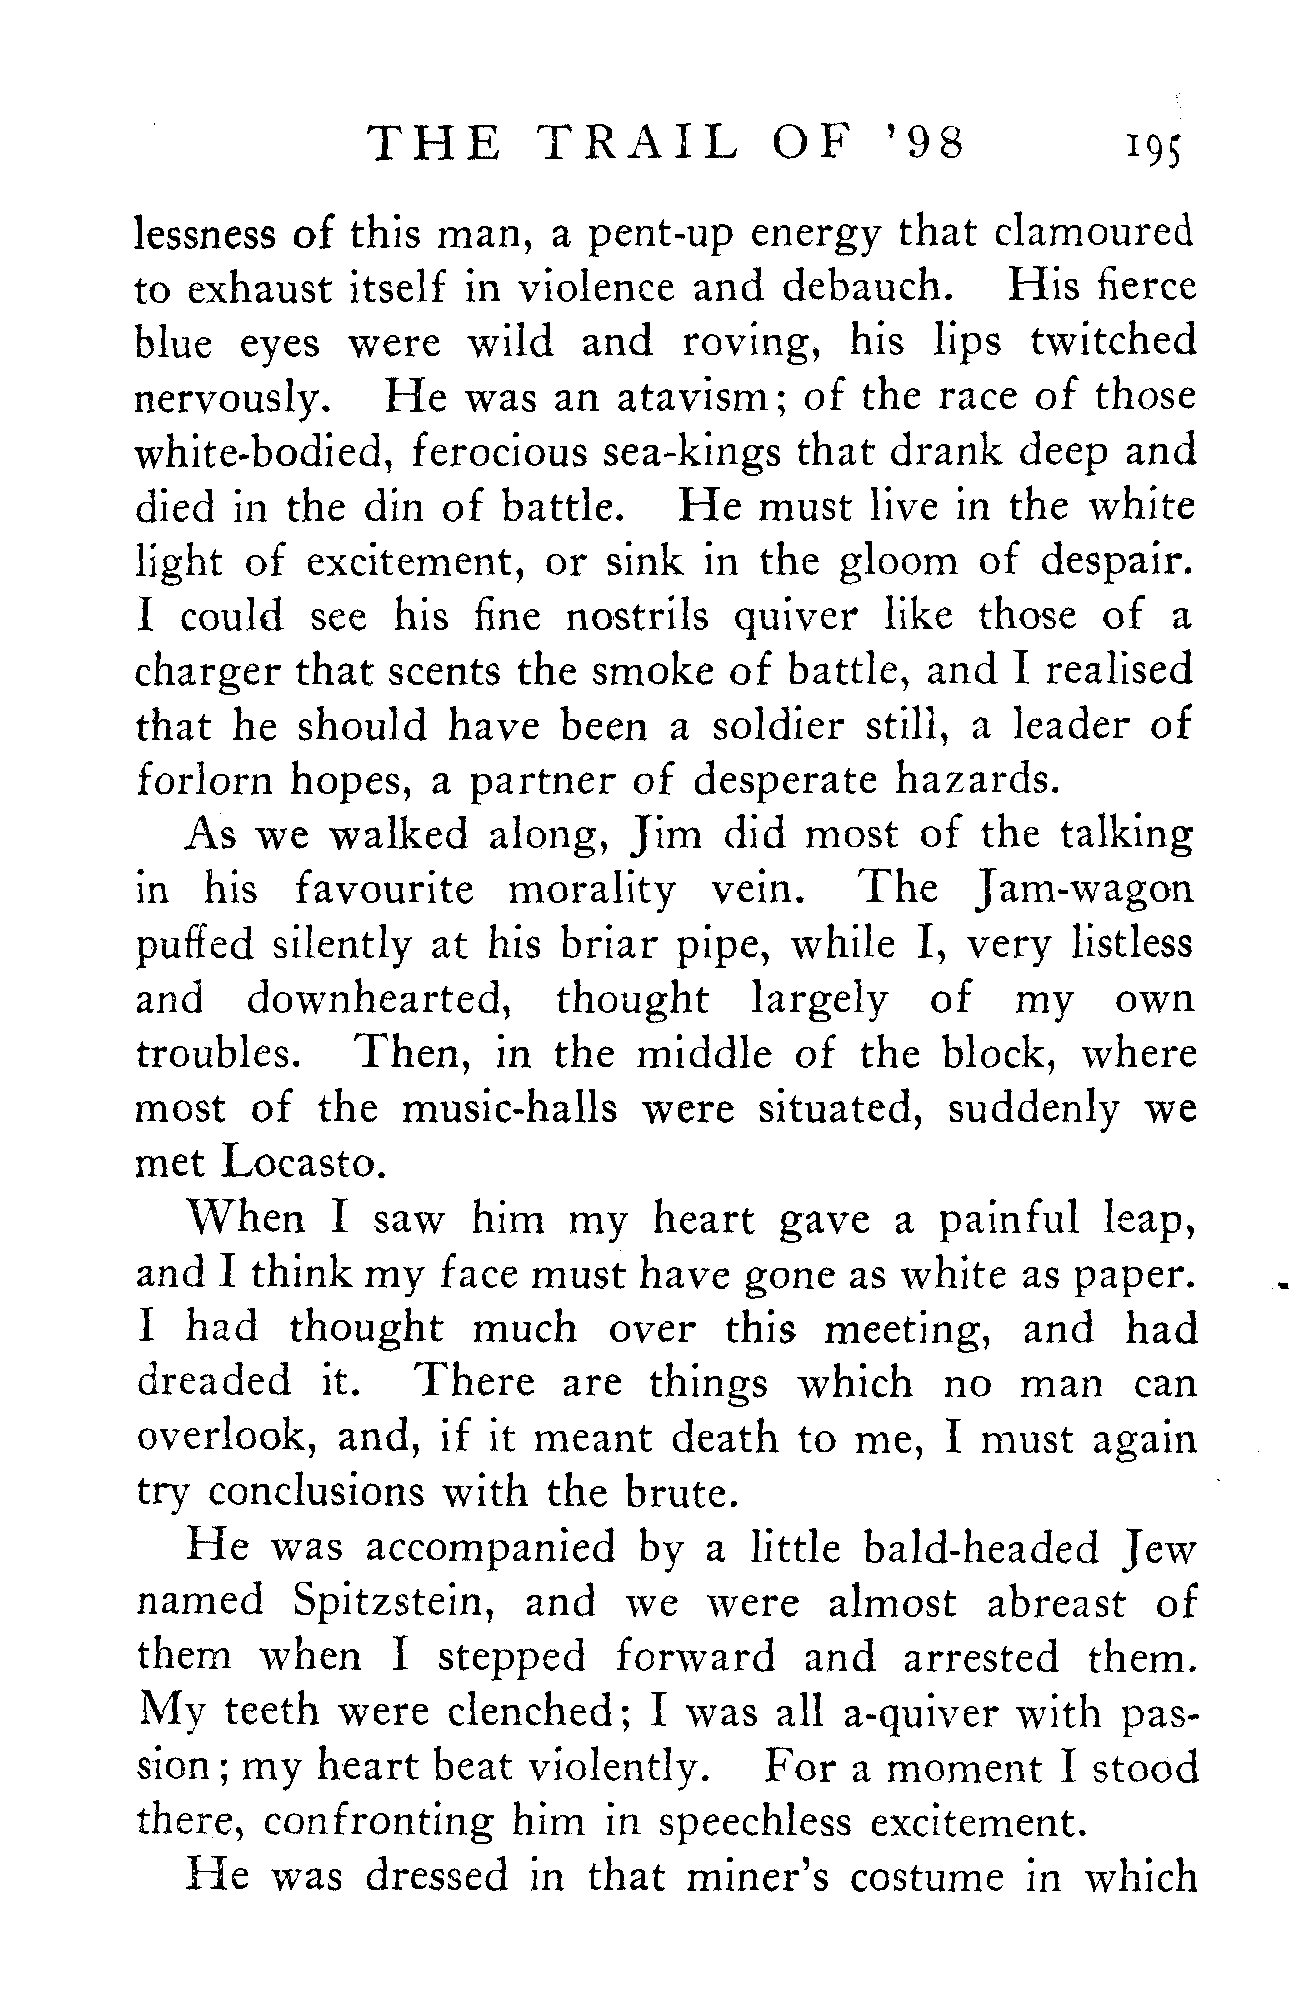 THE TRAIL OF '98 195
lessness of this man, a pent-up energy that clamoured
to exhaust itself in violence and debauch. His fierce
blue eyes were wild and roving, his lips twitched
nervously. He was an atavism; of the race of those
white-bodied, ferocious sea-kings that drank deep and
died in the din of battle. He must live in the white
light of excitement, or sink in the gloom of despair.
I could see his fine nostrils quiver like those of a
charger that scents the smoke of battle, and I realised
that he should have been a soldier still, a leader of
forlorn hopes, a partner of desperate hazards.
As we walked along, Jim did most of the talking
in his favourite morality vein. The Jam-wagon
puffed silently at his briar pipe, while I, very listless
and downhearted, thought largely of my own
troubles. Then, in the middle of the block, where
most of the music-halls were situated, suddenly we
met Locasto.
When I saw him my heart gave a painful leap,
and I think my face must have gone as white as paper.
I had thought much over this meeting, and had
dreaded it. There are things which no man can
overlook, and, if it meant death to me, I must again
try conclusions with the brute.
He was accompanied by a little bald-headed Jew
named Spitzstein, and we were almost abreast of
them when I stepped forward and arrested them.
My teeth were clenched; I was all a-quiver with pas-
sion; my heart beat violently. For a moment I stood
there, confronting him in speechless excitement.
He was dressed in that miner's costume in which